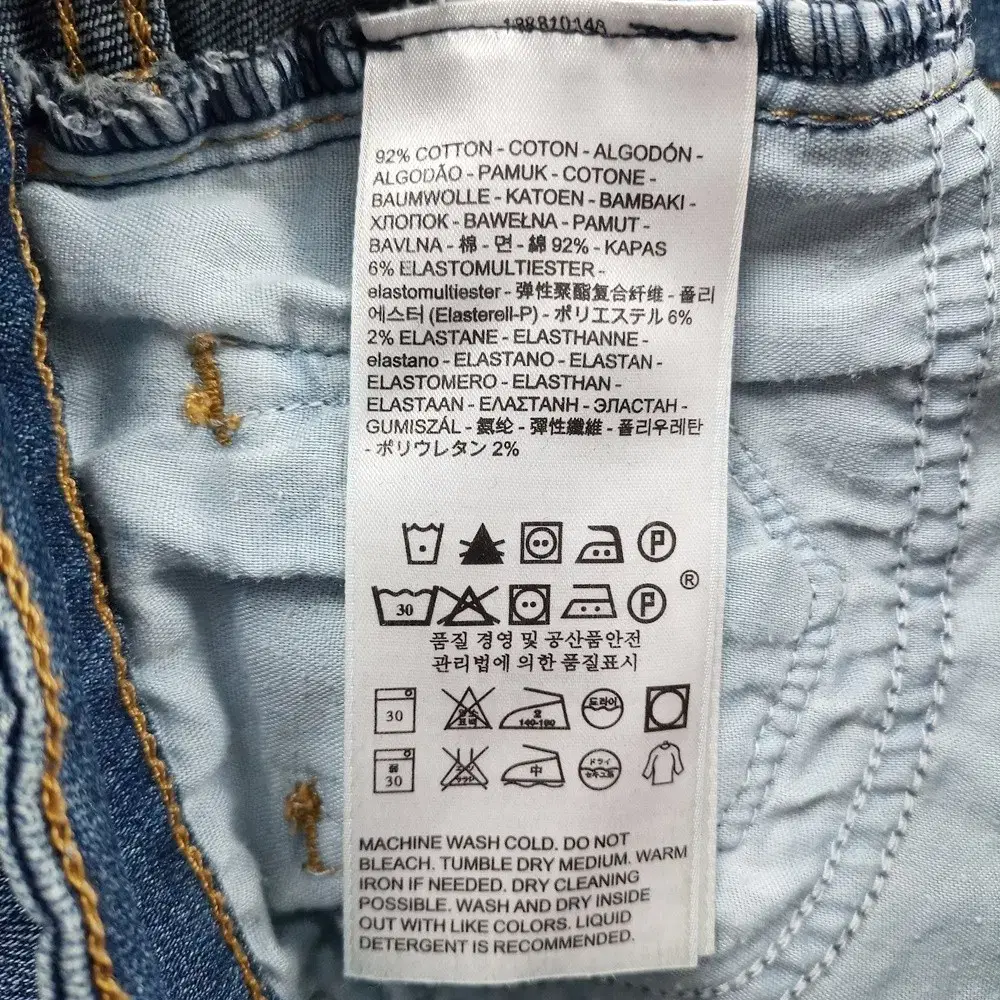 92% COTTON - COTON - ALGODÓN -
ALGODÃO - PAMUK - COTONE -
BAUMWOLLE - KATOEN - BAMBAKI -
ХЛОПОК - BAWEŁNA - PAMUT -
BAVLNA - 棉 - 면 - 綿 92% - KAPAS
6% ELASTOMULTIESTER -
elastomultiester - 弹性聚酯复合纤维 - 폴리
에스터 (Elasterell-P) - ポリエステル 6%
2% ELASTANE - ELASTHANNE -
elastano - ELASTANO - ELASTAN -
ELASTOMERO - ELASTHAN -
ELASTAAN - ΕΛΑΣΤΑΝΗ - ЭЛАСТАН -
GUMISZÁL - 氨纶 - 彈性纖維 - 폴리우레탄
- ポリウレタン 2%
P
®
30 P
품질 경영 및 공산품안전
관리법에 의한 품질표시
30 염소 표백 2 140-160 드라이
弱 30 中 ドライ
MACHINE WASH COLD. DO NOT
BLEACH. TUMBLE DRY MEDIUM. WARM
IRON IF NEEDED. DRY CLEANING
POSSIBLE. WASH AND DRY INSIDE
OUT WITH LIKE COLORS. LIQUID
DETERGENT IS RECOMMENDED.